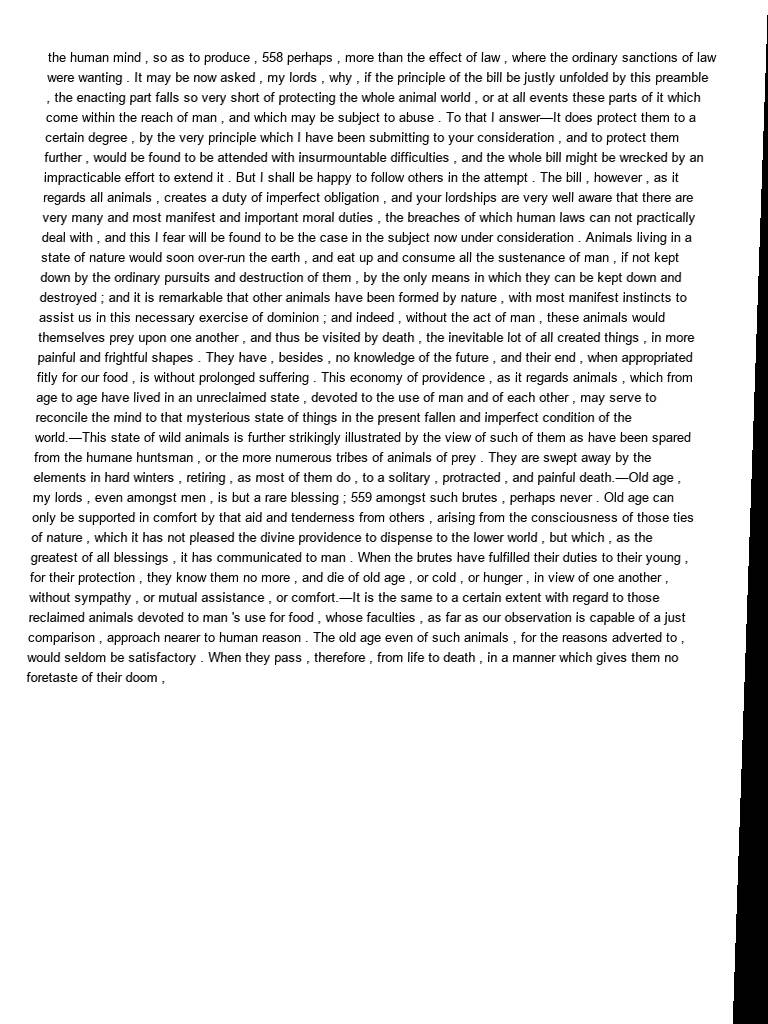 the human mind , so as to produce , 558 perhaps , more than the effect of law , where the ordinary sanctions of law
were wanting . It may be now asked , my lords , why , if the principle of the bill be justly unfolded by this preamble
, the enacting part falls so very short of protecting the whole animal world , or at all events these parts of it which
come within the reach of man , and which may be subject to abuse . To that I answer—It does protect them to a
certain degree , by the very principle which I have been submitting to your consideration , and to protect them
further , would be found to be attended with insurmountable difficulties , and the whole bill might be wrecked by an
impracticable effort to extend it . But I shall be happy to follow others in the attempt . The bill , however , as it
regards all animals , creates a duty of imperfect obligation , and your lordships are very well aware that there are
very many and most manifest and important moral duties , the breaches of which human laws can not practically
deal with , and this I fear will be found to be the case in the subject now under consideration . Animals living in a
state of nature would soon over-run the earth , and eat up and consume all the sustenance of man , if not kept
down by the ordinary pursuits and destruction of them , by the only means in which they can be kept down and
destroyed ; and it is remarkable that other animals have been formed by nature , with most manifest instincts to
assist us in this necessary exercise of dominion ; and indeed , without the act of man , these animals would
themselves prey upon one another , and thus be visited by death , the inevitable lot of all created things , in more
painful and frightful shapes . They have , besides , no knowledge of the future , and their end , when appropriated
fitly for our food , is without prolonged suffering . This economy of providence , as it regards animals , which from
age to age have lived in an unreclaimed state , devoted to the use of man and of each other , may serve to
reconcile the mind to that mysterious state of things in the present fallen and imperfect condition of the
world.—This state of wild animals is further strikingly illustrated by the view of such of them as have been spared
from the humane huntsman , or the more numerous tribes of animals of prey . They are swept away by the
elements in hard winters , retiring , as most of them do , to a solitary , protracted , and painful death.—Old age ,
my lords , even amongst men , is but a rare blessing ; 559 amongst such brutes , perhaps never . Old age can
only be supported in comfort by that aid and tenderness from others , arising from the consciousness of those ties
of nature , which it has not pleased the divine providence to dispense to the lower world , but which , as the
greatest of all blessings , it has communicated to man . When the brutes have fulfilled their duties to their young ,
for their protection , they know them no more , and die of old age , or cold , or hunger , in view of one another ,
without sympathy , or mutual assistance , or comfort.—It is the same to a certain extent with regard to those
reclaimed animals devoted to man 's use for food , whose faculties , as far as our observation is capable of a just
comparison , approach nearer to human reason . The old age even of such animals , for the reasons adverted to ,
would seldom be satisfactory . When they pass , therefore , from life to death , in a manner which gives them no
foretaste of their doom ,